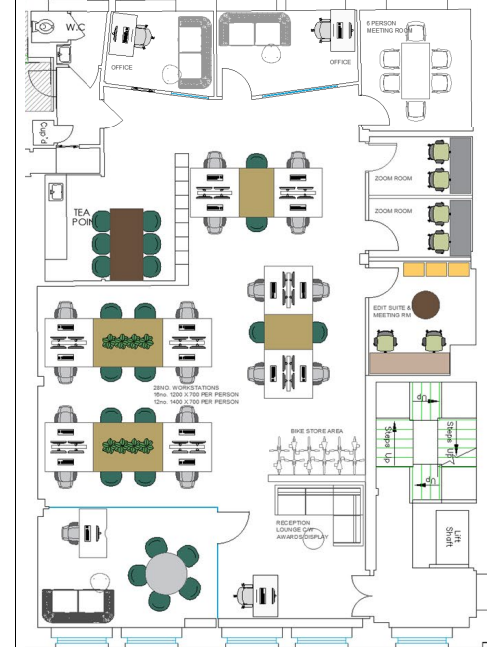 W.C
OFFICE
OFFICE
6 PERSON
MEETING ROOM
Cup'd
ZOOM ROOM
ZOOM ROOM
TEA
POINT
EDIT SUITE &
MEETING RM
28NO. WORKSTATIONS
16no. 1200 X 700 PER PERSON
12no. 1400 X 700 PER PERSON
Up
Steps
Up
Steps
Up
Up
BIKE STORE AREA
RECEPTION
LOUNGE C/W
AWARDS DISPLAY
Lift
Shaft